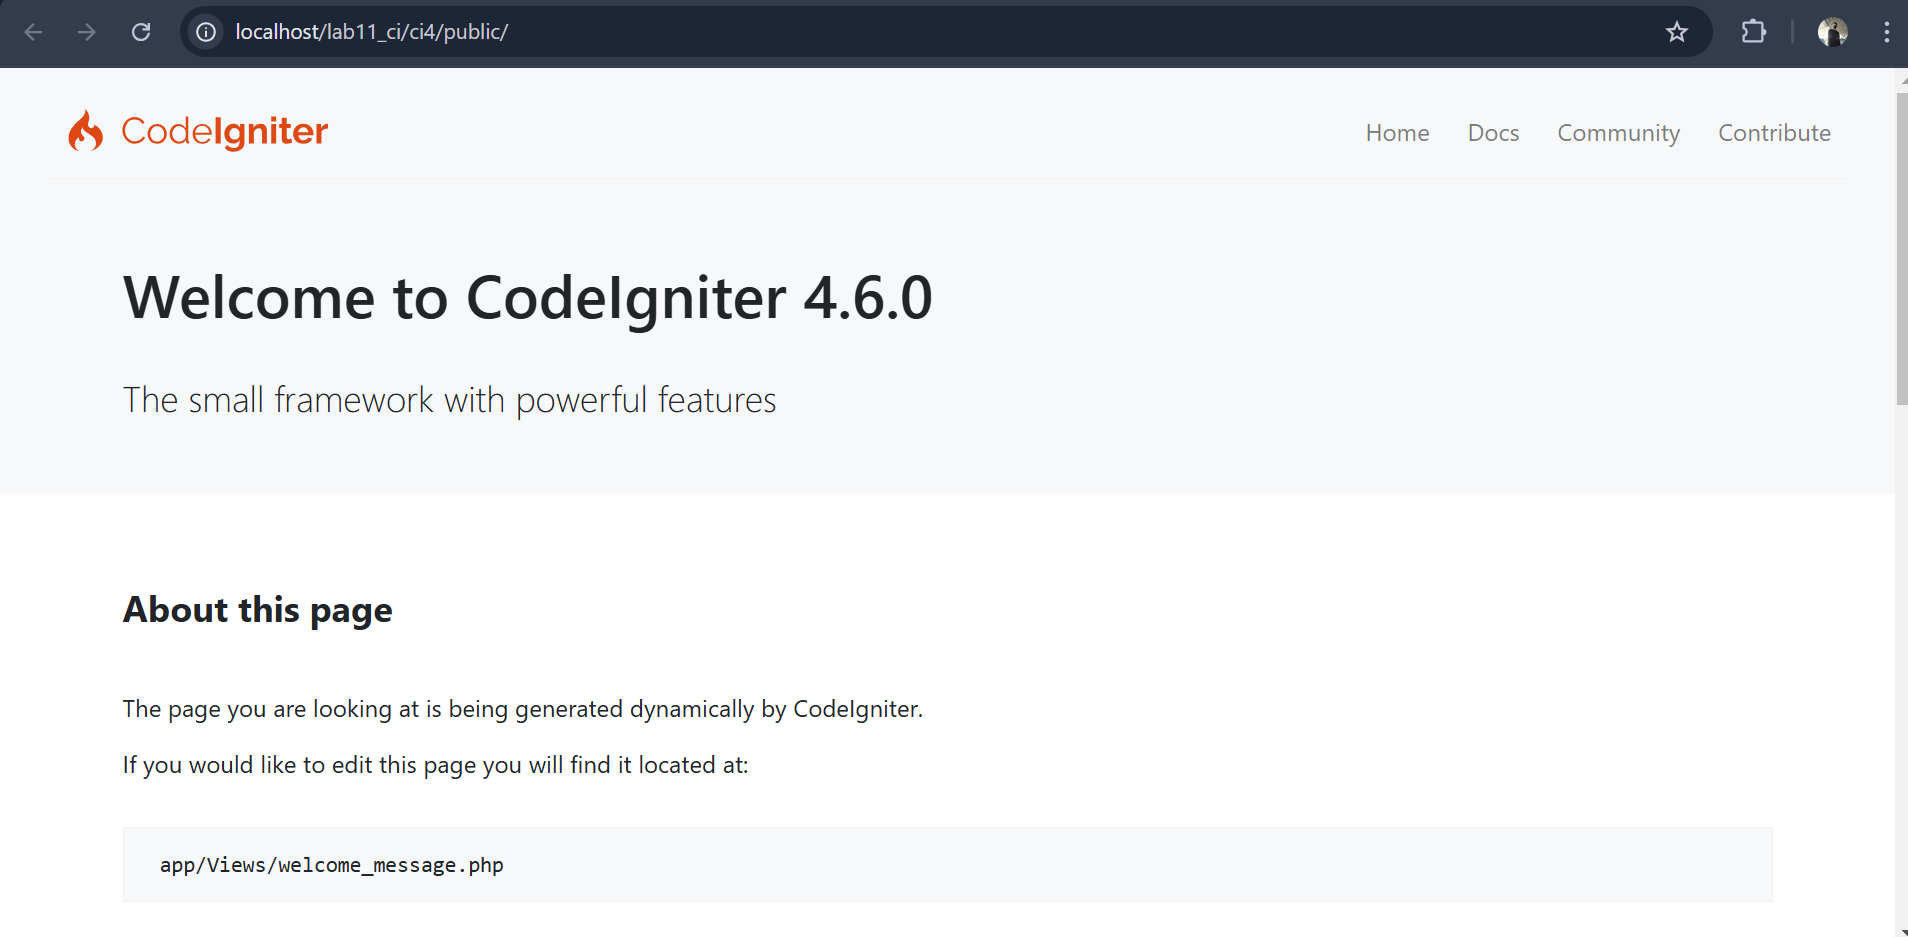 localhost/lab11_ci/ci4/public/
CodeIgniter
Home Docs Community Contribute
Welcome to CodeIgniter 4.6.0
The small framework with powerful features
About this page
The page you are looking at is being generated dynamically by CodeIgniter.
If you would like to edit this page you will find it located at:
app/Views/welcome_message.php